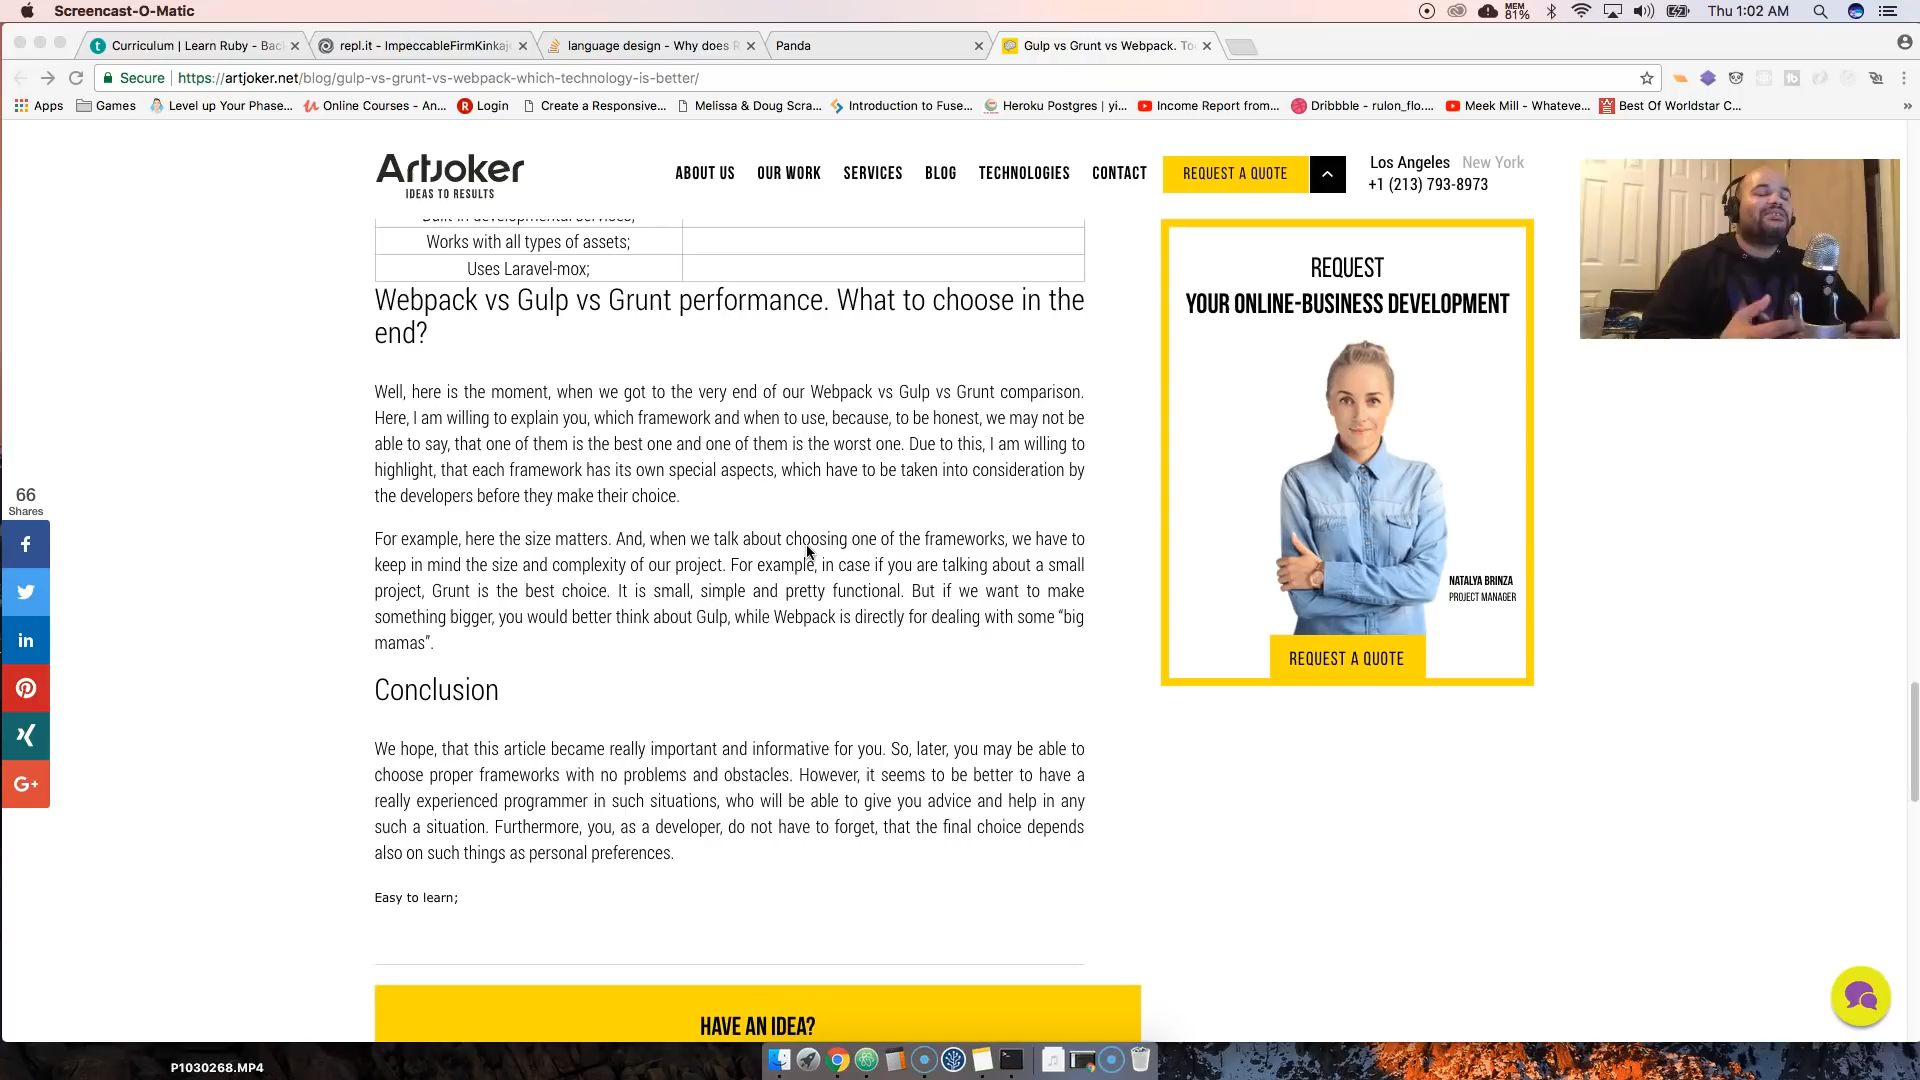 Screencast-O-Matic
MEM
81%
Thu 1:02 AM
Curriculum | Learn Ruby - Bac
repl.it - ImpeccableFirmKinkaj
language design - Why does R
Panda
Gulp vs Grunt vs Webpack. To
Secure
https://artjoker.net/blog/gulp-vs-grunt-vs-webpack-which-technology-is-better/
Apps
Games
Level up Your Phase...
Online Courses - An...
Login
Create a Responsive...
Melissa & Doug Scra...
Introduction to Fuse...
Heroku Postgres | yi...
Income Report from...
Dribbble - rulon_flo....
Meek Mill - Whateve...
Best Of Worldstar C...
Artjoker
IDEAS TO RESULTS
ABOUT US
OUR WORK
SERVICES
BLOG
TECHNOLOGIES
CONTACT
REQUEST A QUOTE
Los Angeles New York
+1 (213) 793-8973
Built-in developmental services;
Works with all types of assets;
Uses Laravel-mox;
Webpack vs Gulp vs Grunt performance. What to choose in the
end?
Well, here is the moment, when we got to the very end of our Webpack vs Gulp vs Grunt comparison.
Here, I am willing to explain you, which framework and when to use, because, to be honest, we may not be
able to say, that one of them is the best one and one of them is the worst one. Due to this, I am willing to
highlight, that each framework has its own special aspects, which have to be taken into consideration by
the developers before they make their choice.
For example, here the size matters. And, when we talk about choosing one of the frameworks, we have to
keep in mind the size and complexity of our project. For example, in case if you are talking about a small
project, Grunt is the best choice. It is small, simple and pretty functional. But if we want to make
something bigger, you would better think about Gulp, while Webpack is directly for dealing with some “big
mamas”.
Conclusion
We hope, that this article became really important and informative for you. So, later, you may be able to
choose proper frameworks with no problems and obstacles. However, it seems to be better to have a
really experienced programmer in such situations, who will be able to give you advice and help in any
such a situation. Furthermore, you, as a developer, do not have to forget, that the final choice depends
also on such things as personal preferences.
Easy to learn;
HAVE AN IDEA?
66
Shares
G+
REQUEST
YOUR ONLINE-BUSINESS DEVELOPMENT
NATALYA BRINZA
PROJECT MANAGER
REQUEST A QUOTE
P1030268.MP4